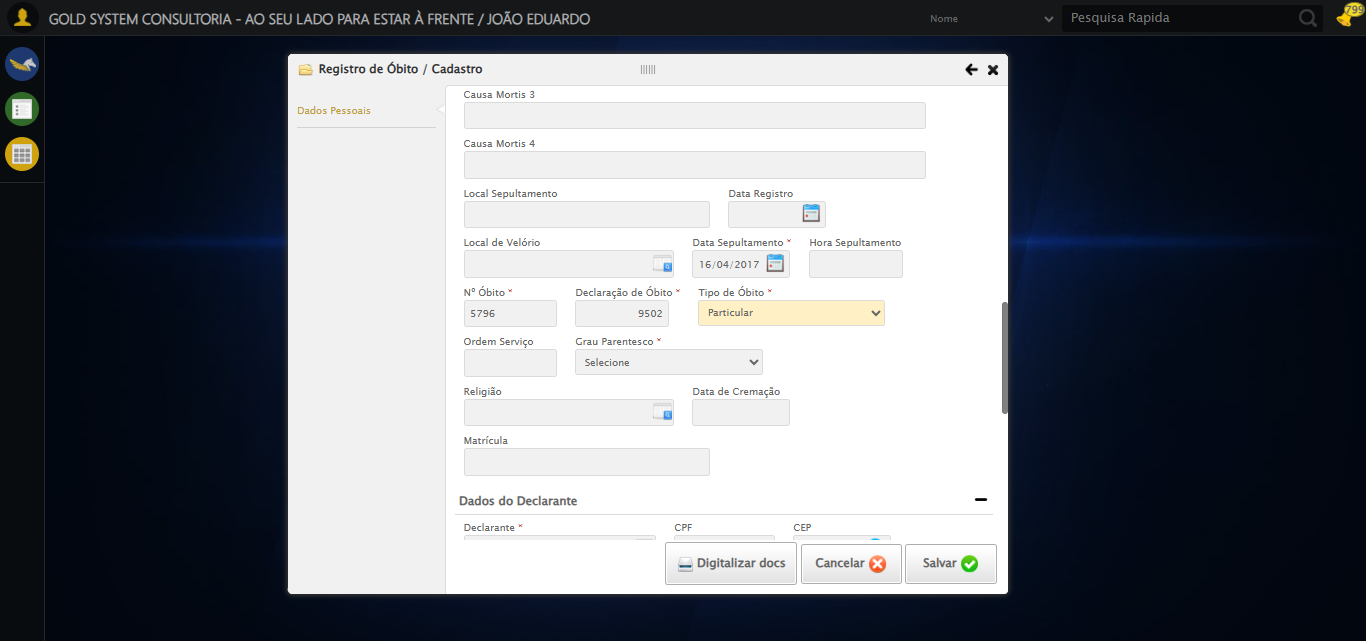 GOLD SYSTEM CONSULTORIA - AO SEU LADO PARA ESTAR À FRENTE / JOÃO EDUARDO
Nome
Pesquisa Rapida
799
Registro de Óbito / Cadastro
Dados Pessoais
Causa Mortis 3
Causa Mortis 4
Local Sepultamento
Data Registro
Local de Velório
Data Sepultamento *
Hora Sepultamento
16/04/2017
Nº Óbito *
Declaração de Óbito *
Tipo de Óbito *
5796
9502
Particular
Ordem Serviço
Grau Parentesco *
Selecione
Religião
Data de Cremação
Matrícula
Dados do Declarante
Declarante *
CPF
CEP
Digitalizar docs
Cancelar
Salvar